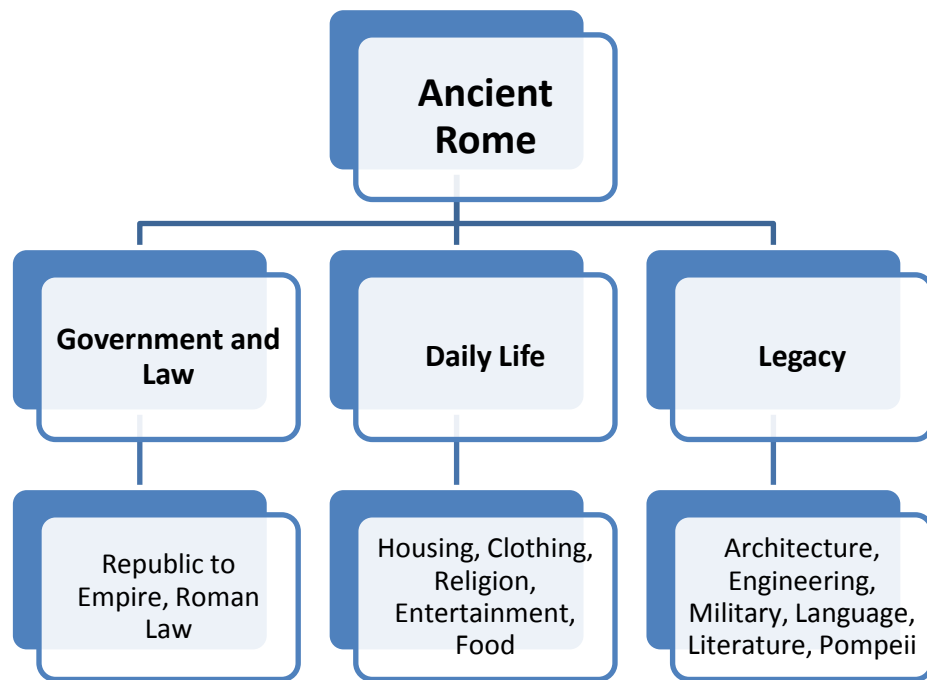 Ancient
Rome
Government and
Law
Daily Life
Legacy
Republic to
Empire, Roman
Law
Housing, Clothing,
Religion,
Entertainment,
Food
Architecture,
Engineering,
Military, Language,
Literature, Pompeii